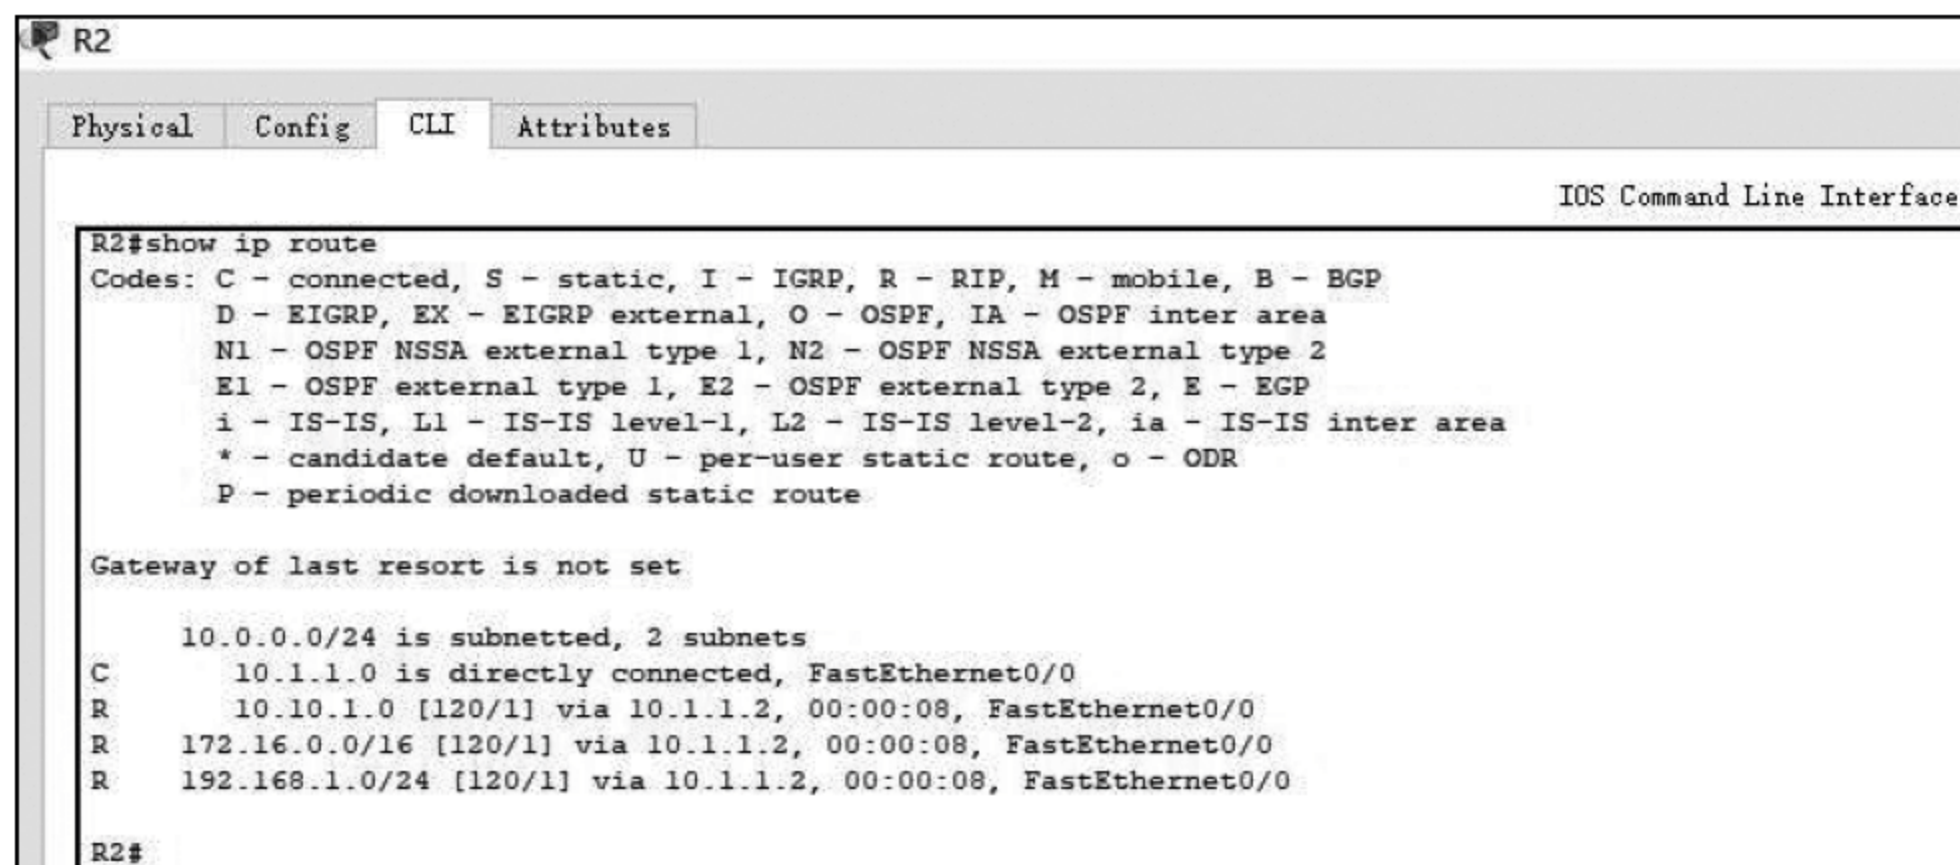 R2
Physical Config CLI Attributes
IOS Command Line Interface
R2#show ip route
Codes: C - connected, S - static, I - IGRP, R - RIP, M - mobile, B - BGP
D - EIGRP, EX - EIGRP external, O - OSPF, IA - OSPF inter area
N1 - OSPF NSSA external type 1, N2 - OSPF NSSA external type 2
E1 - OSPF external type 1, E2 - OSPF external type 2, E - EGP
i - IS-IS, L1 - IS-IS level-1, L2 - IS-IS level-2, ia - IS-IS inter area
* - candidate default, U - per-user static route, o - ODR
P - periodic downloaded static route
Gateway of last resort is not set
10.0.0.0/24 is subnetted, 2 subnets
C 10.1.1.0 is directly connected, FastEthernet0/0
R 10.10.1.0 [120/1] via 10.1.1.2, 00:00:08, FastEthernet0/0
R 172.16.0.0/16 [120/1] via 10.1.1.2, 00:00:08, FastEthernet0/0
R 192.168.1.0/24 [120/1] via 10.1.1.2, 00:00:08, FastEthernet0/0
R2#